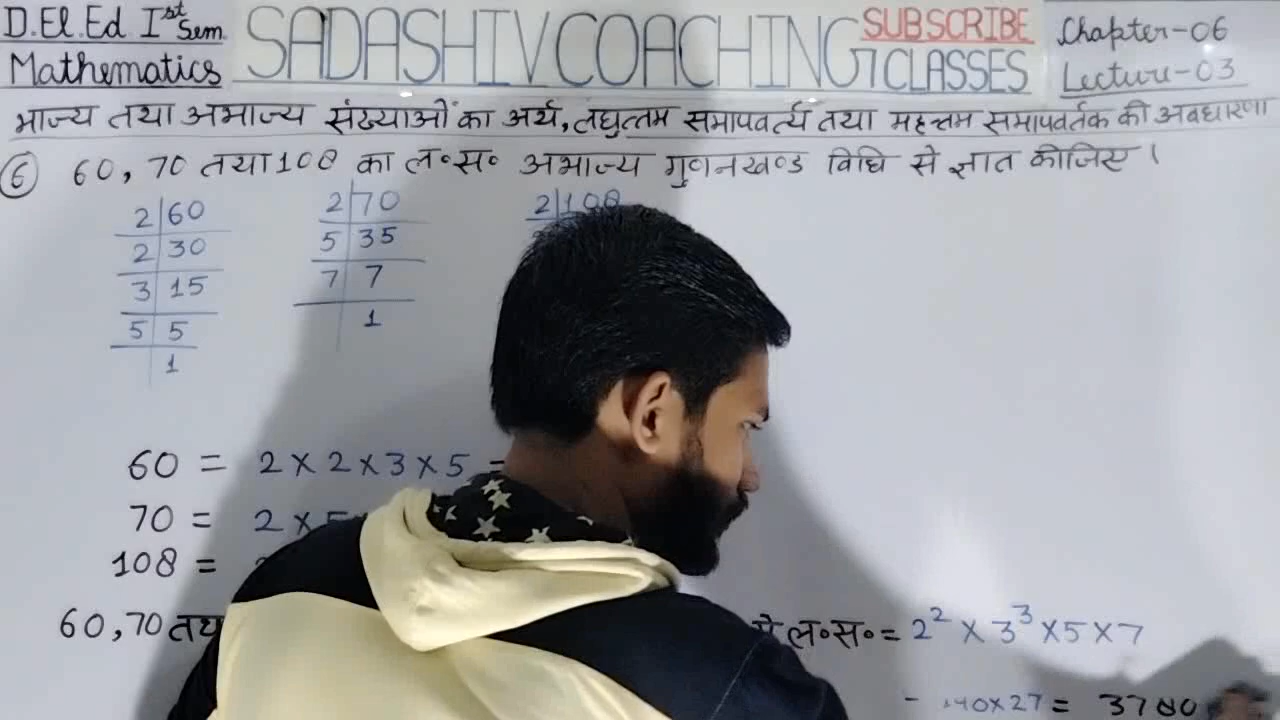 D.El.Ed Ist Sem.
Mathematics
SADASHIV COACHING CLASSES
SUBSCRIBE
Chapter-06
Lecture-03
भाज्य तथा अभाज्य संख्याओं का अर्थ, लघुत्तम समापवर्त्य तथा महत्तम समापवर्तक की अवधारणा
6 60, 70 तथा 108 का ल०स० अभाज्य गुणनखण्ड विधि से ज्ञात कीजिए।
2 60
2 30
3 15
5 5
1
2 70
5 35
7 7
1
2 108
60 = 2 × 2 × 3 × 5 =
70 = 2 × 5
108 =
60, 70
ल०स० = 2² × 3³ × 5 × 7
140×27 = 3780